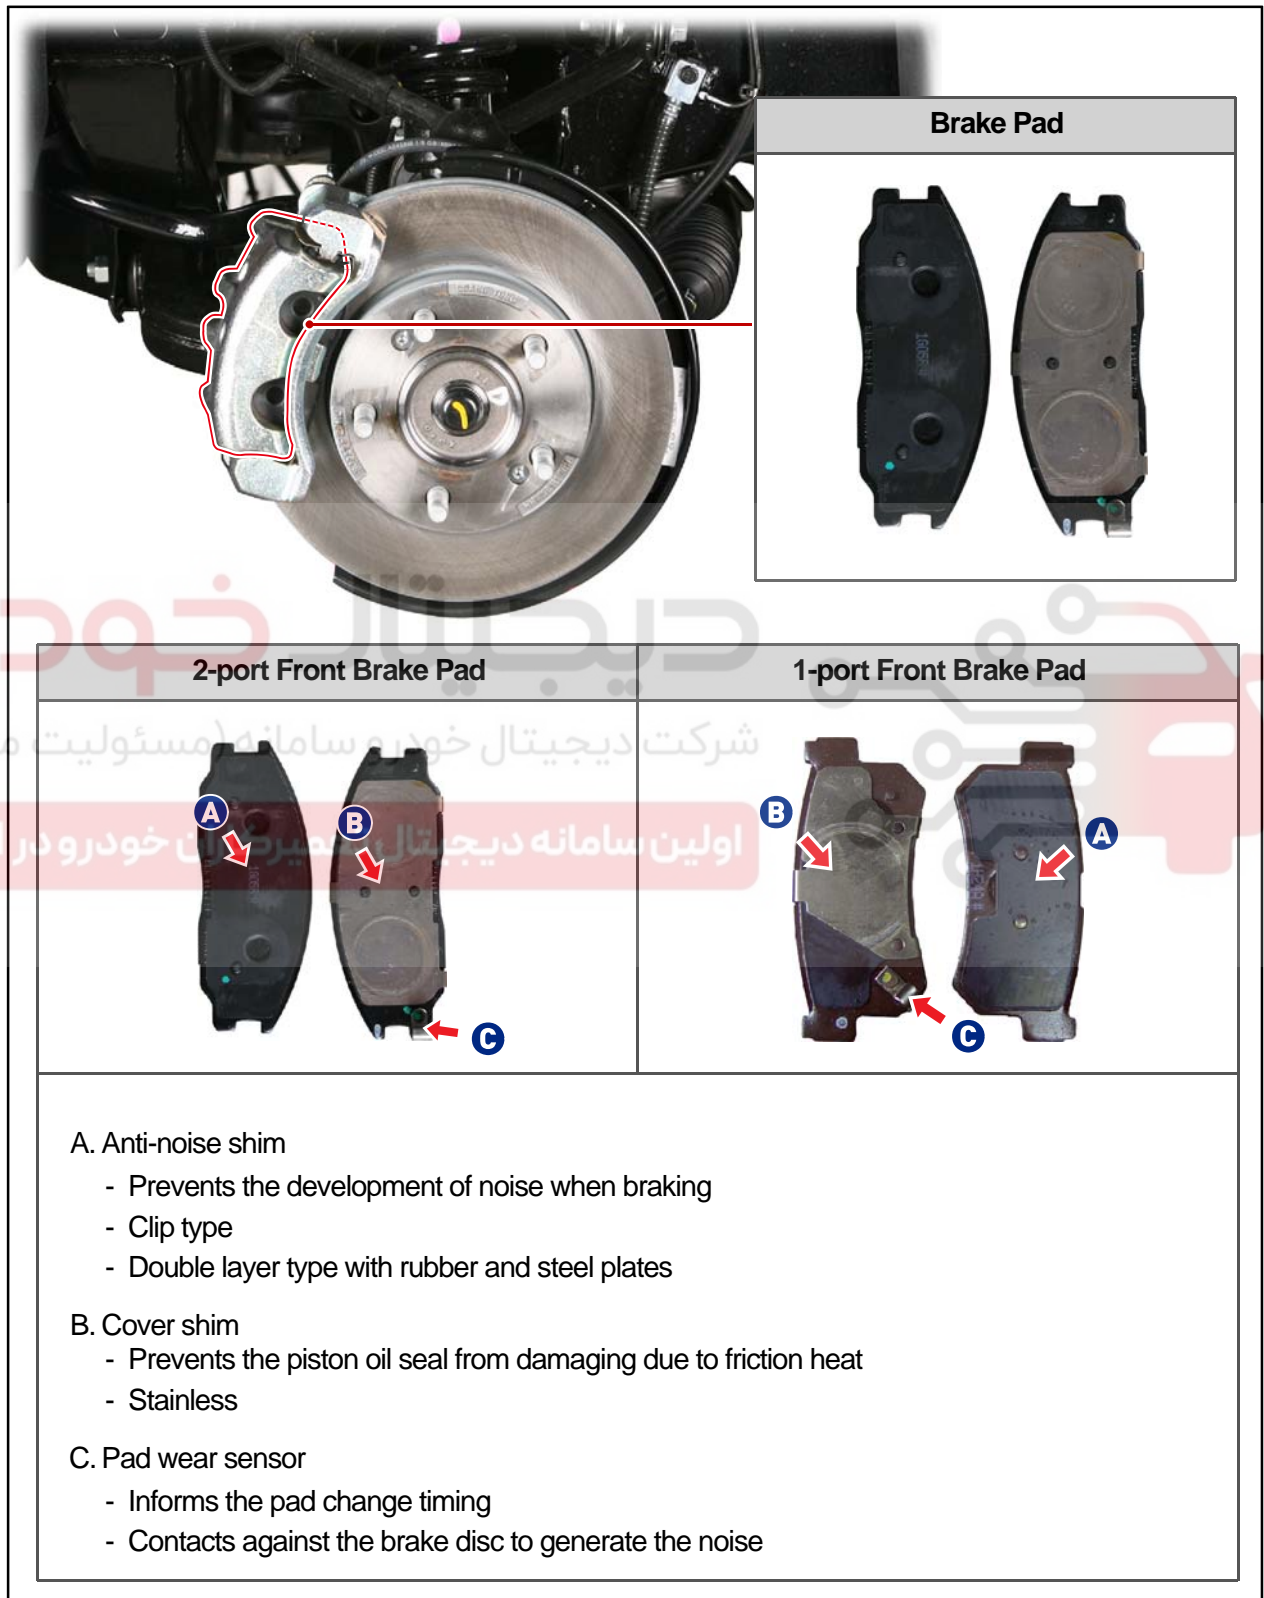 Brake Pad
دیجیتال خودرو
2-port Front Brake Pad
1-port Front Brake Pad
شرکت دیجیتال خودرو سامانه (مسئولیت
اولین سامانه دیجیتال تعمیرکاران خودرو در
A
B
C
B
A
C
A. Anti-noise shim
- Prevents the development of noise when braking
- Clip type
- Double layer type with rubber and steel plates
B. Cover shim
- Prevents the piston oil seal from damaging due to friction heat
- Stainless
C. Pad wear sensor
- Informs the pad change timing
- Contacts against the brake disc to generate the noise